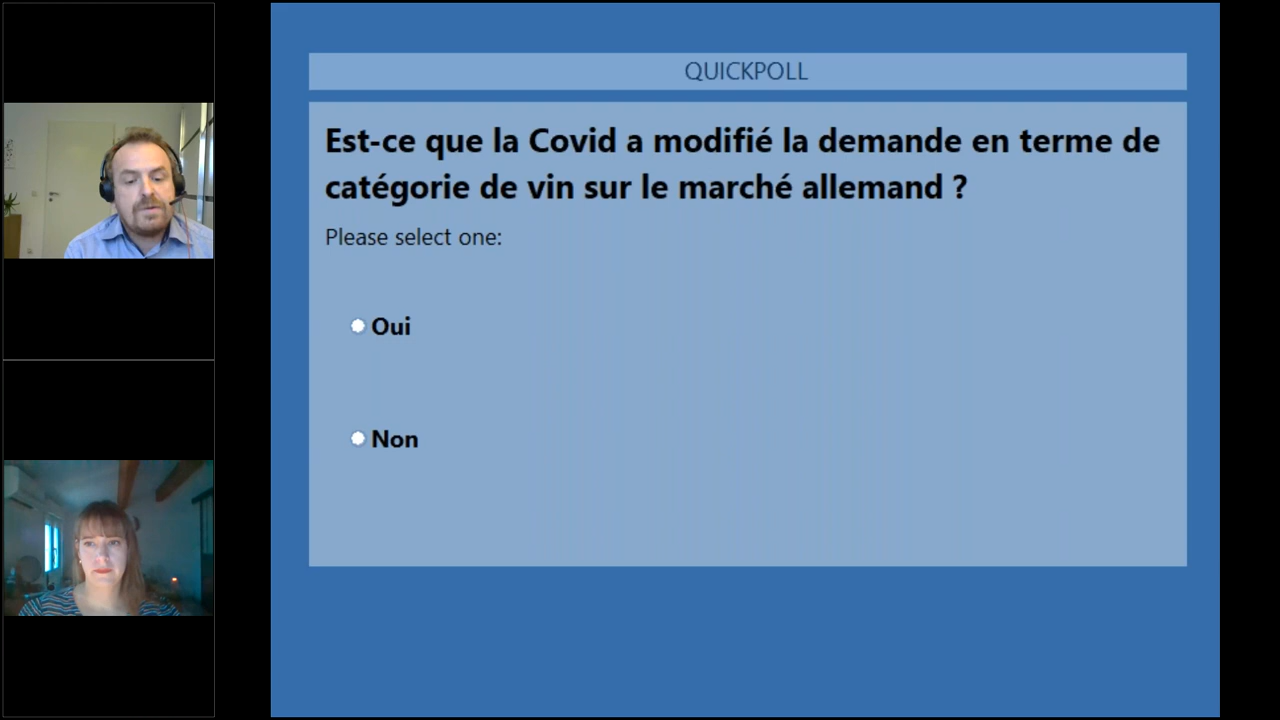 QUICKPOLL
Est-ce que la Covid a modifié la demande en terme de
catégorie de vin sur le marché allemand ?
Please select one:
Oui
Non